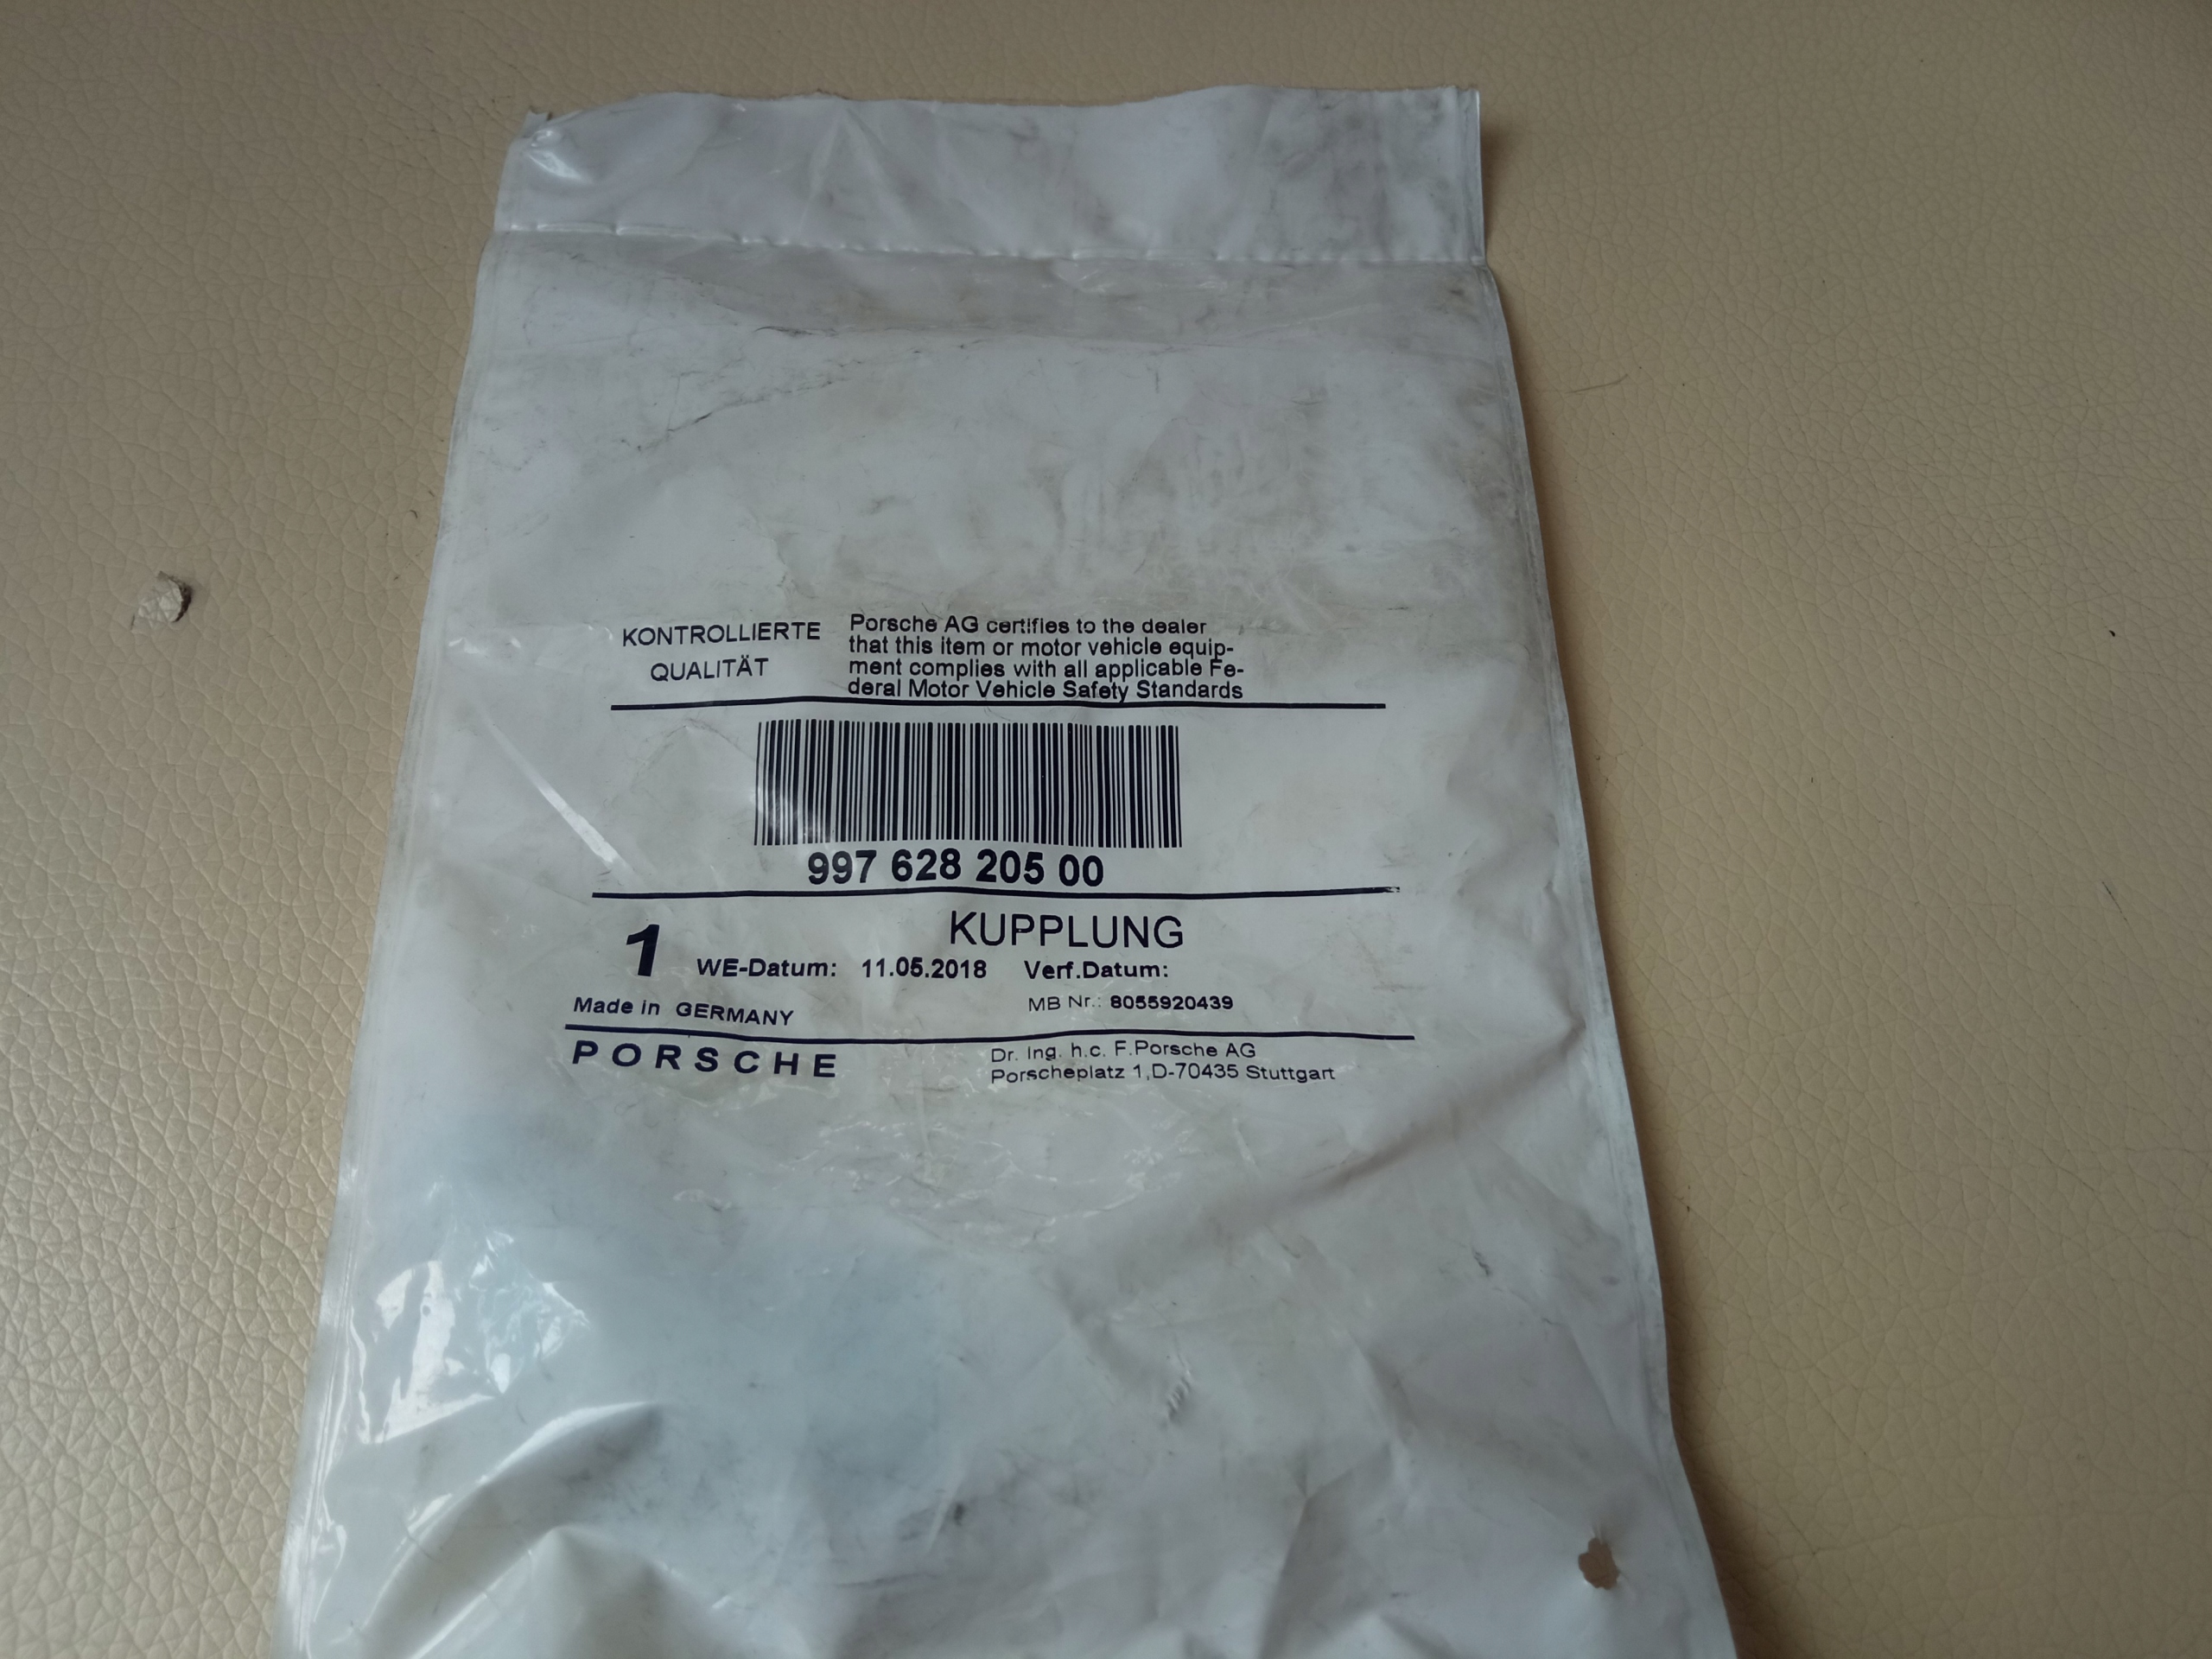 KONTROLLIERTE
QUALITÄT
Porsche AG certifies to the dealer
that this item or motor vehicle equip-
ment complies with all applicable Fe-
deral Motor Vehicle Safety Standards
997 628 205 00
KUPPLUNG
1 WE-Datum: 11.05.2018 Verf.Datum:
Made in GERMANY MB Nr.: 8055920439
PORSCHE
Dr. Ing. h.c. F.Porsche AG
Porscheplatz 1,D-70435 Stuttgart